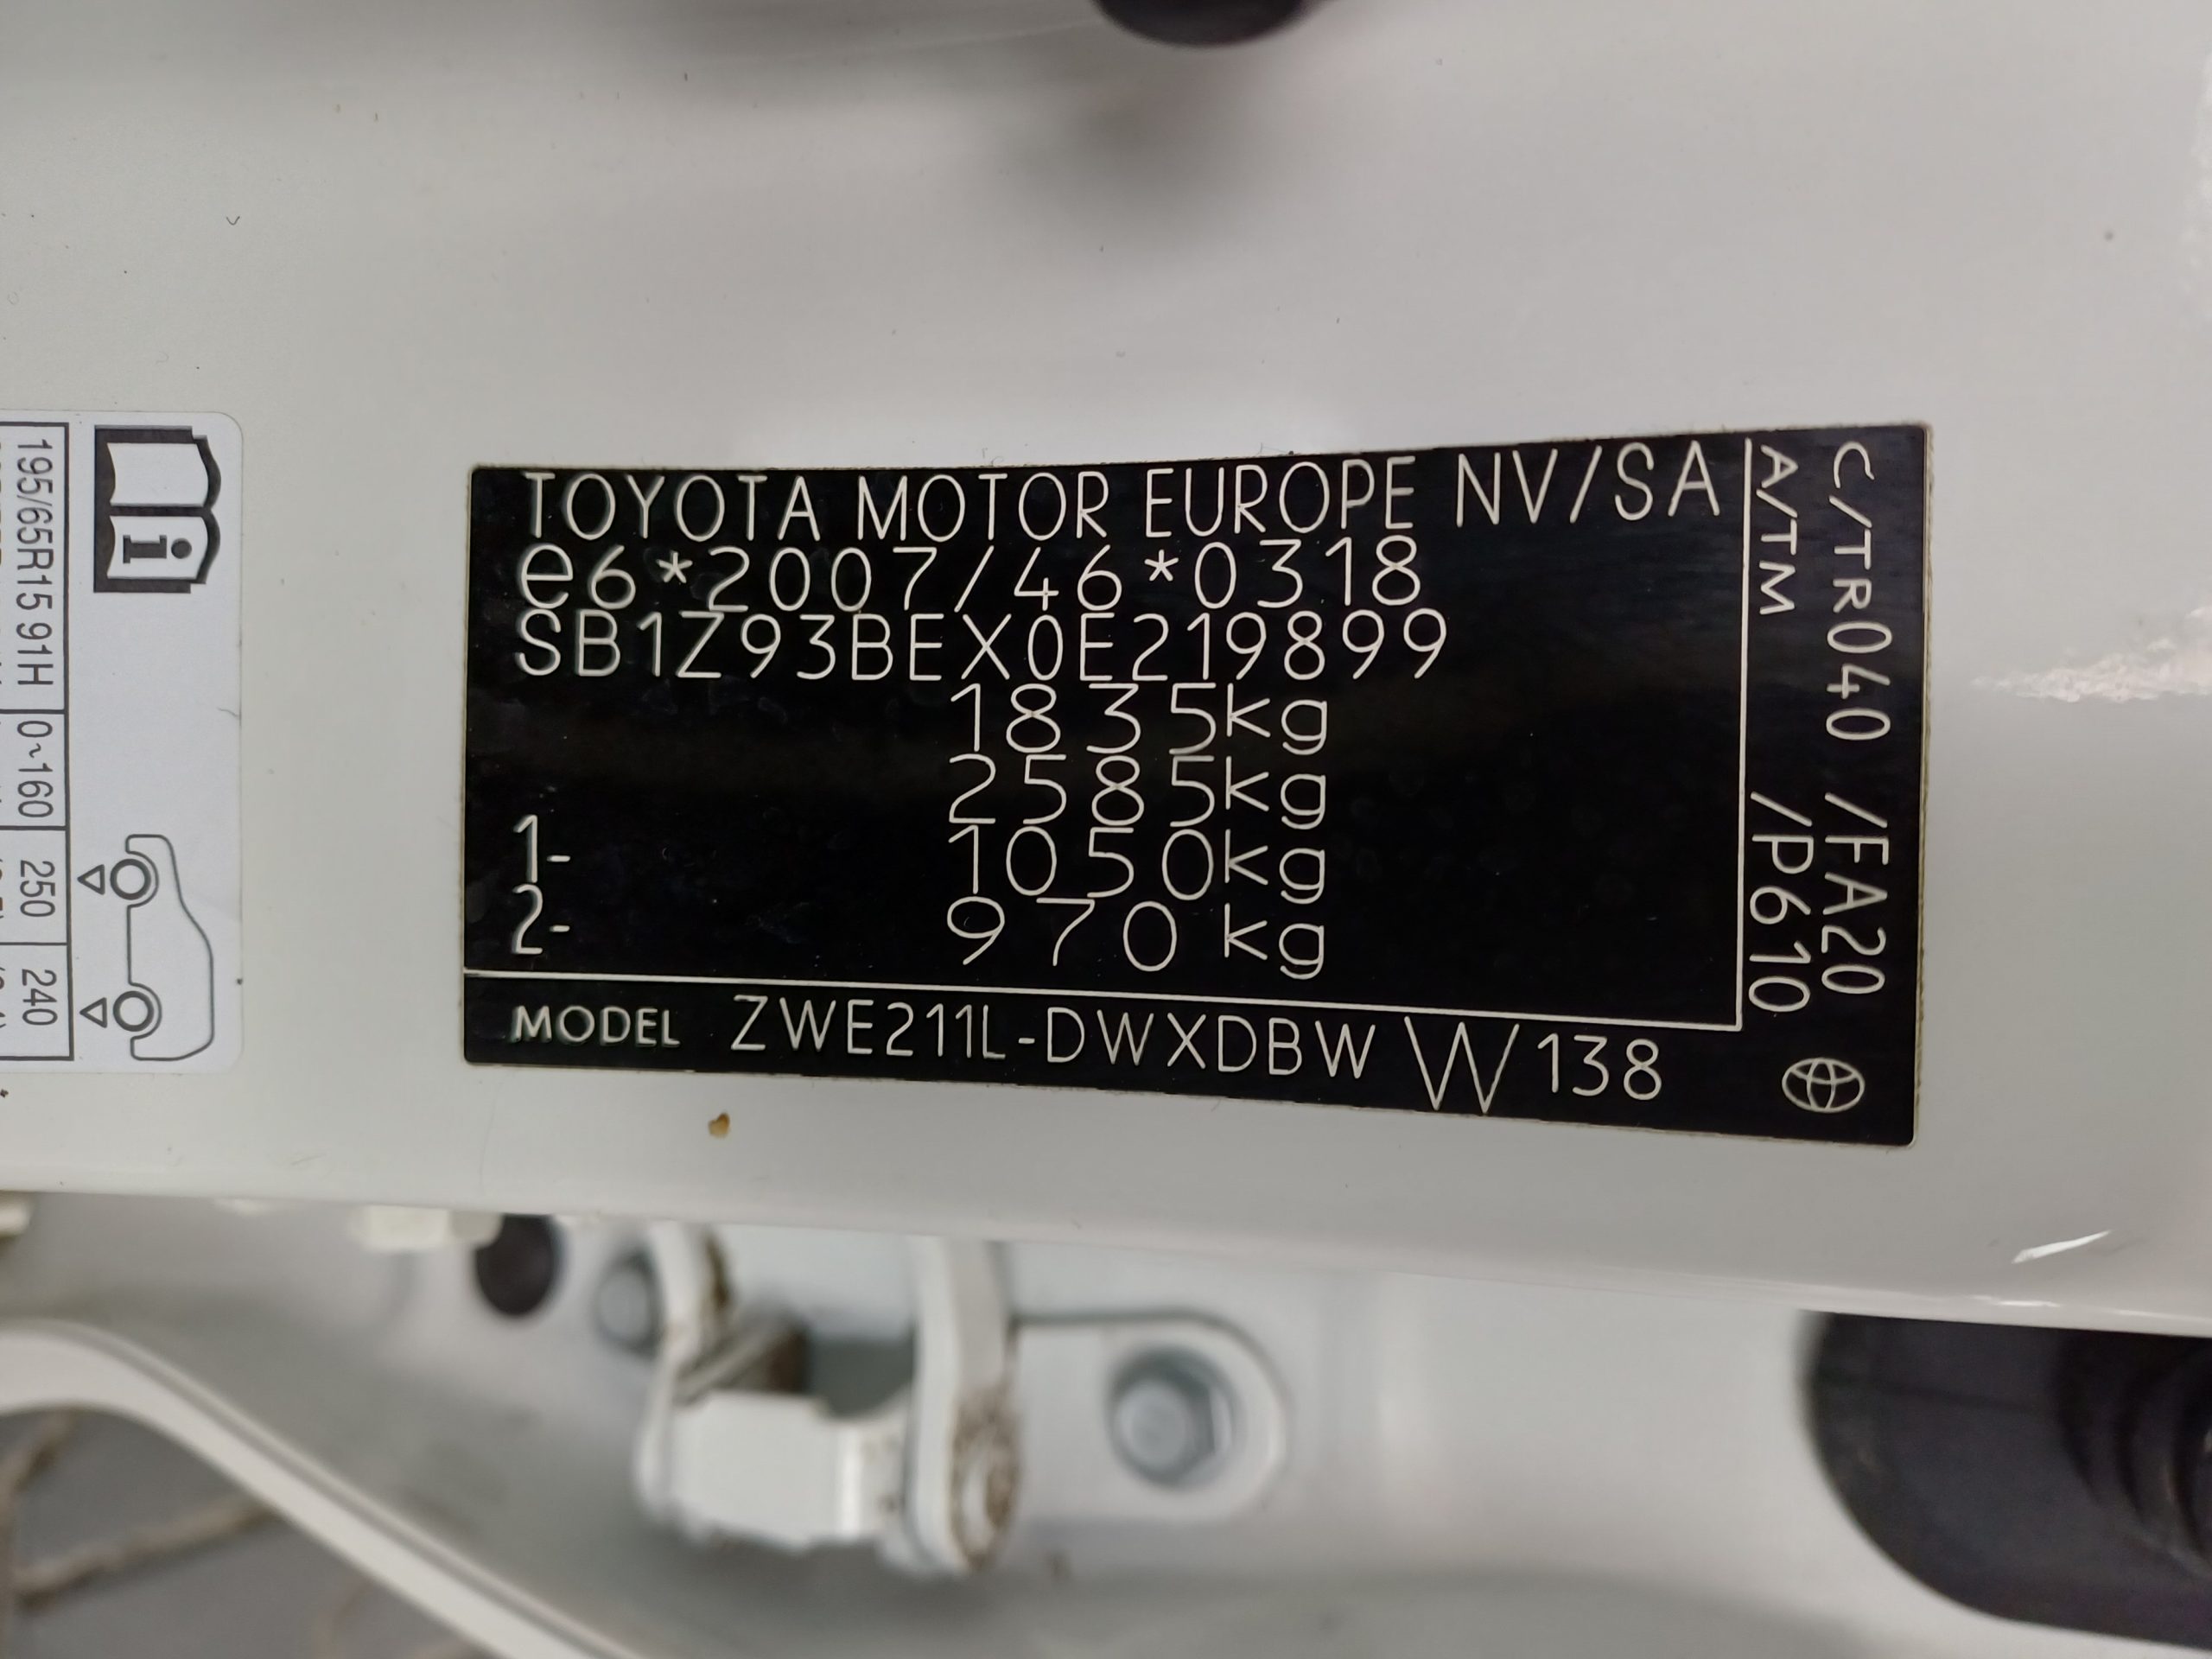 TOYOTA MOTOR EUROPE NV/SA
e6*2007/46*0318
SB1Z93BEX0E219899
1835kg
2585kg
1- 1050kg
2- 970kg
MODEL ZWE211L-DWXDBW W138
C/TR040 /FA20
A/TM /P610
i
195/65R15 91H 0~160 250 240